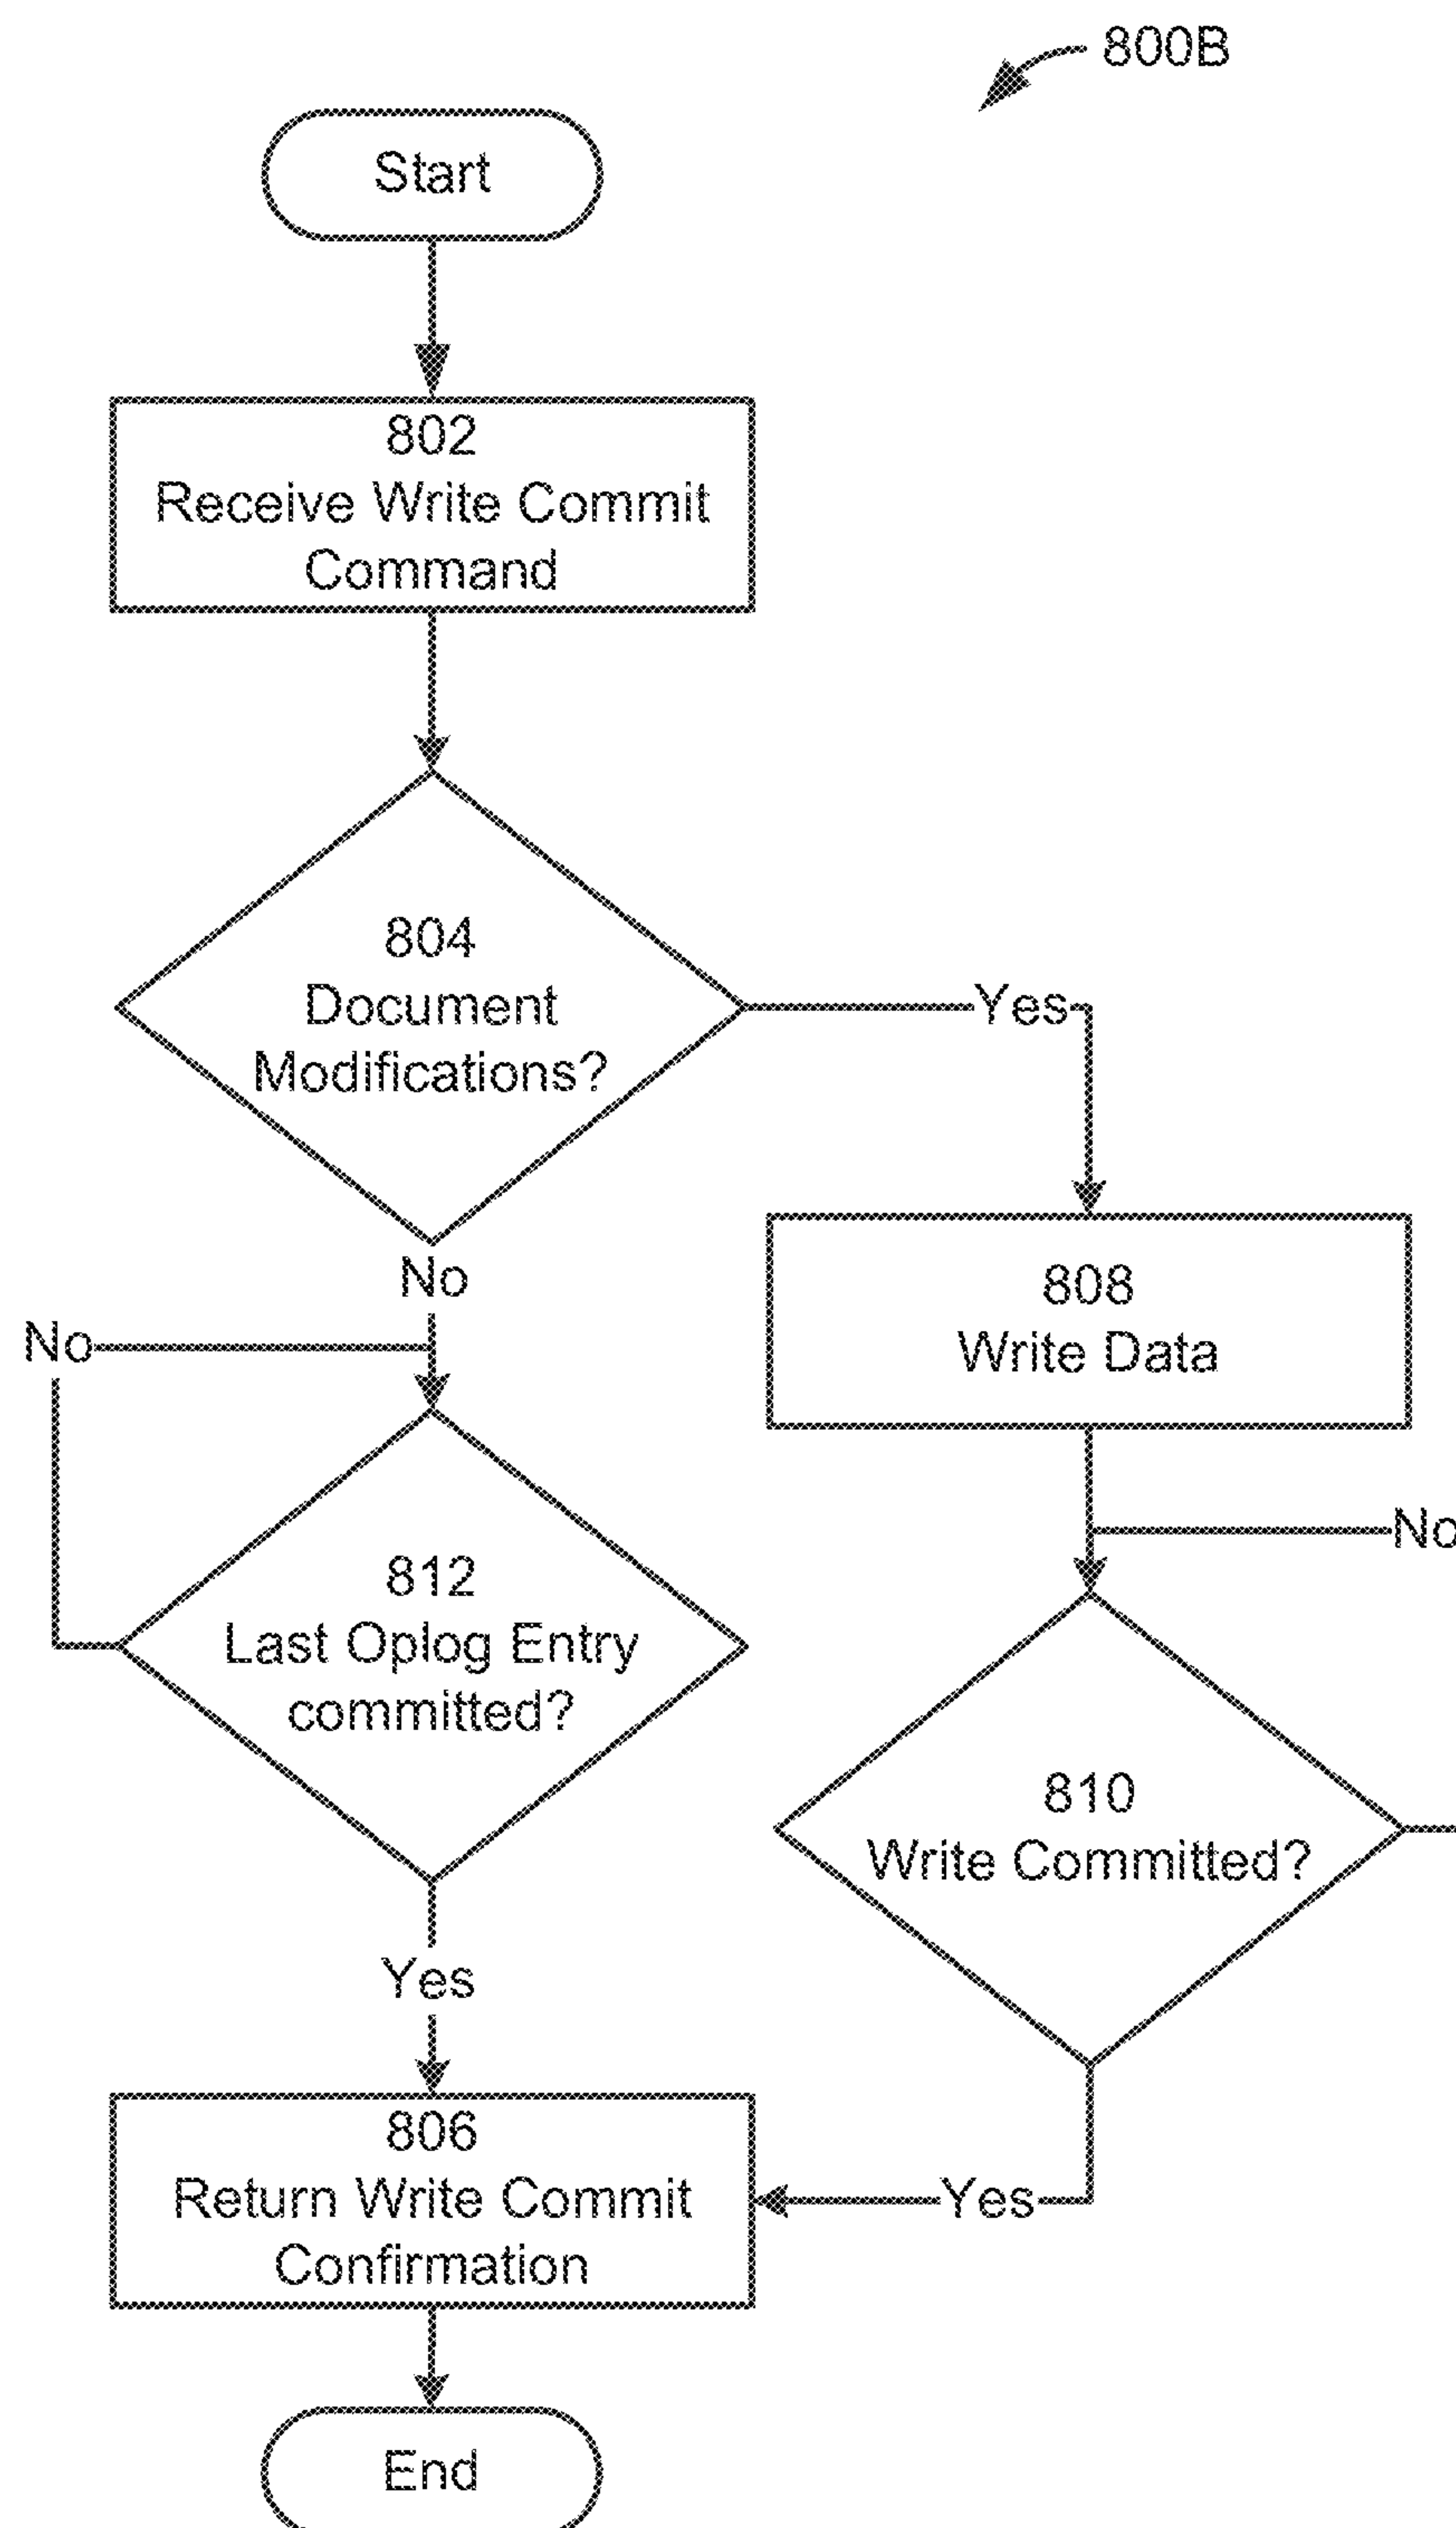 800B
Start
802
Receive Write Commit
Command
804
Document
Modifications?
Yes
No
No
808
Write Data
No
812
Last Oplog Entry
committed?
810
Write Committed?
Yes
806
Return Write Commit
Confirmation
Yes
End